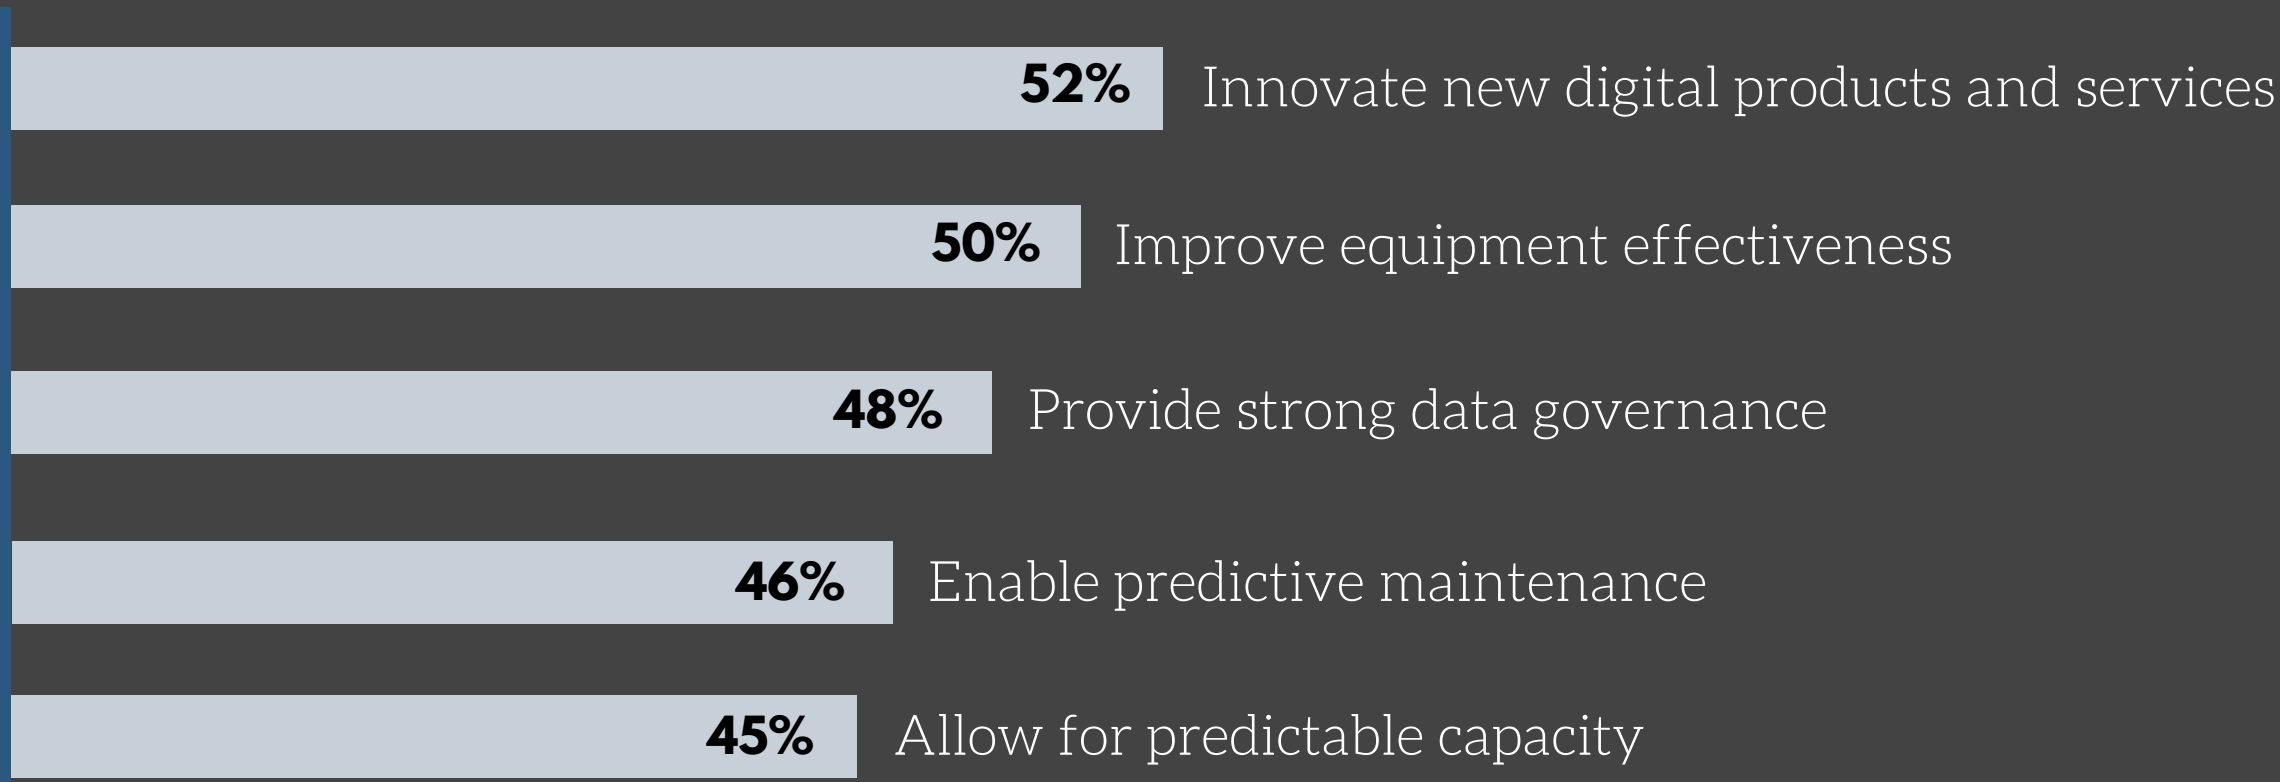 52% Innovate new digital products and services
50% Improve equipment effectiveness
48% Provide strong data governance
46% Enable predictive maintenance
45% Allow for predictable capacity